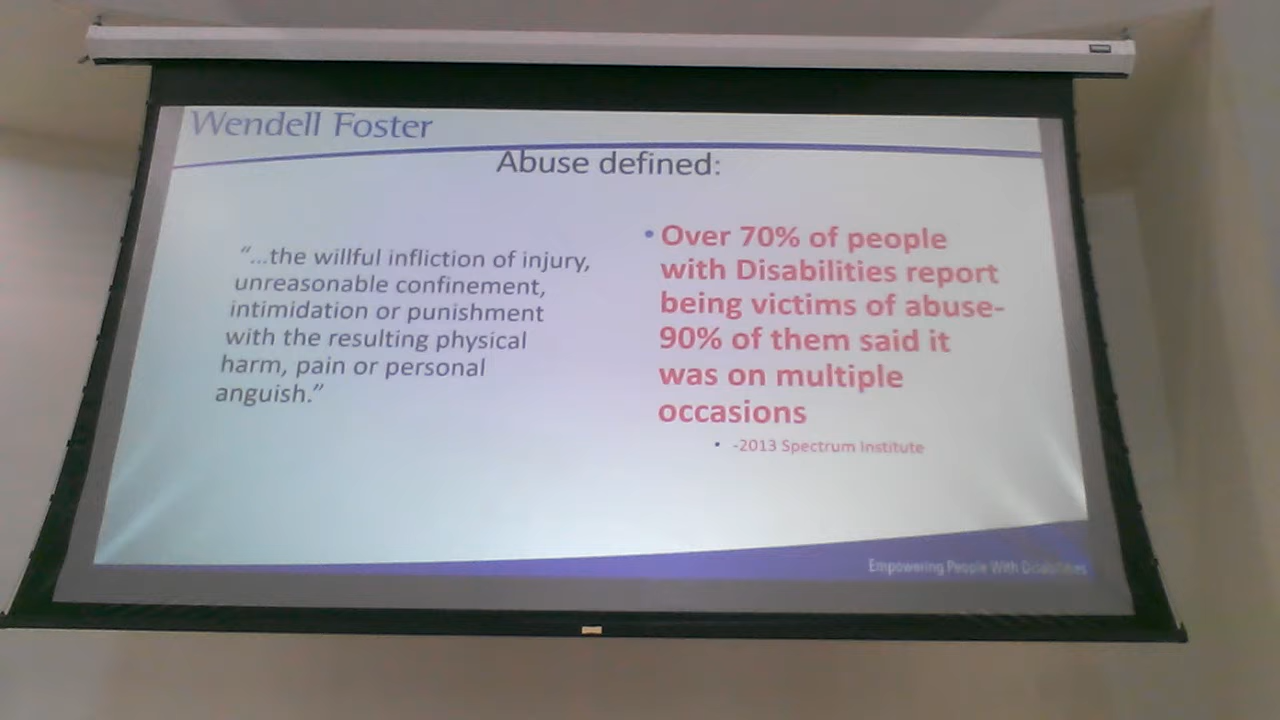 Wendell Foster
Abuse defined:
“...the willful infliction of injury,
unreasonable confinement,
intimidation or punishment
with the resulting physical
harm, pain or personal
anguish.”
• Over 70% of people
with Disabilities report
being victims of abuse-
90% of them said it
was on multiple
occasions
• -2013 Spectrum Institute
Empowering People With Disabilities